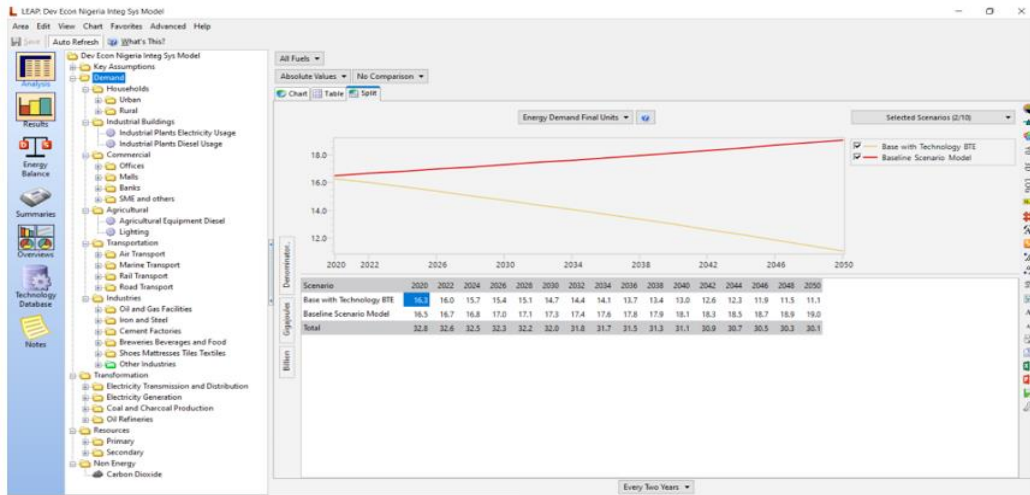 LEAP: Dev Econ Nigeria Integ Sys Model
Area Edit View Chart Favorites Advanced Help
Save Auto Refresh What's This?
Analysis
Results
Energy Balance
Summaries
Overviews
Technology Database
Notes
Dev Econ Nigeria Integ Sys Model
Key Assumptions
Demand
Households
Urban
Rural
Industrial Buildings
Industrial Plants Electricity Usage
Industrial Plants Diesel Usage
Commercial
Offices
Malls
Banks
SME and others
Agricultural
Agricultural Equipment Diesel
Lighting
Transportation
Air Transport
Marine Transport
Rail Transport
Road Transport
Industries
Oil and Gas Facilities
Iron and Steel
Cement Factories
Breweries Beverages and Food
Shoes Mattresses Tiles Textiles
Other Industries
Transformation
Electricity Transmission and Distribution
Electricity Generation
Coal and Charcoal Production
Oil Refineries
Resources
Primary
Secondary
Non Energy
Carbon Dioxide
All Fuels
Absolute Values No Comparison
Chart Table Split
Energy Demand Final Units
Selected Scenarios (2/10)
Base with Technology BTE
Baseline Scenario Model
18.0
16.0
14.0
12.0
2020 2022 2026 2030 2034 2038 2042 2046 2050
Denominator..
Gigajoules
Billion
Scenario 2020 2022 2024 2026 2028 2030 2032 2034 2036 2038 2040 2042 2044 2046 2048 2050
Base with Technology BTE 16.3 16.0 15.7 15.4 15.1 14.7 14.4 14.1 13.7 13.4 13.0 12.6 12.3 11.9 11.5 11.1
Baseline Scenario Model 16.5 16.7 16.8 17.0 17.1 17.3 17.4 17.6 17.8 17.9 18.1 18.3 18.5 18.7 18.9 19.0
Total 32.8 32.6 32.5 32.3 32.2 32.0 31.8 31.7 31.5 31.3 31.1 30.9 30.7 30.5 30.3 30.1
Every Two Years